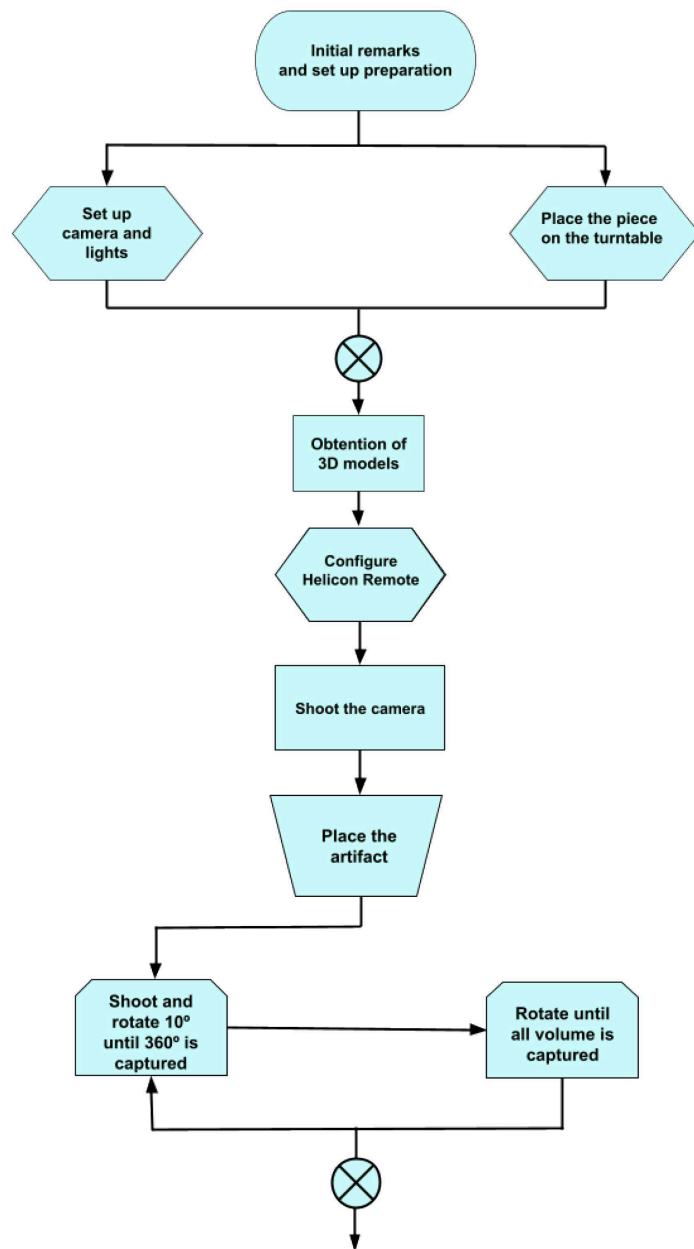 Initial remarks
and set up preparation
Set up
camera and
lights
Place the piece
on the turntable
Obtention of
3D models
Configure
Helicon Remote
Shoot the camera
Place the
artifact
Shoot and
rotate 10º
until 360º is
captured
Rotate until
all volume is
captured